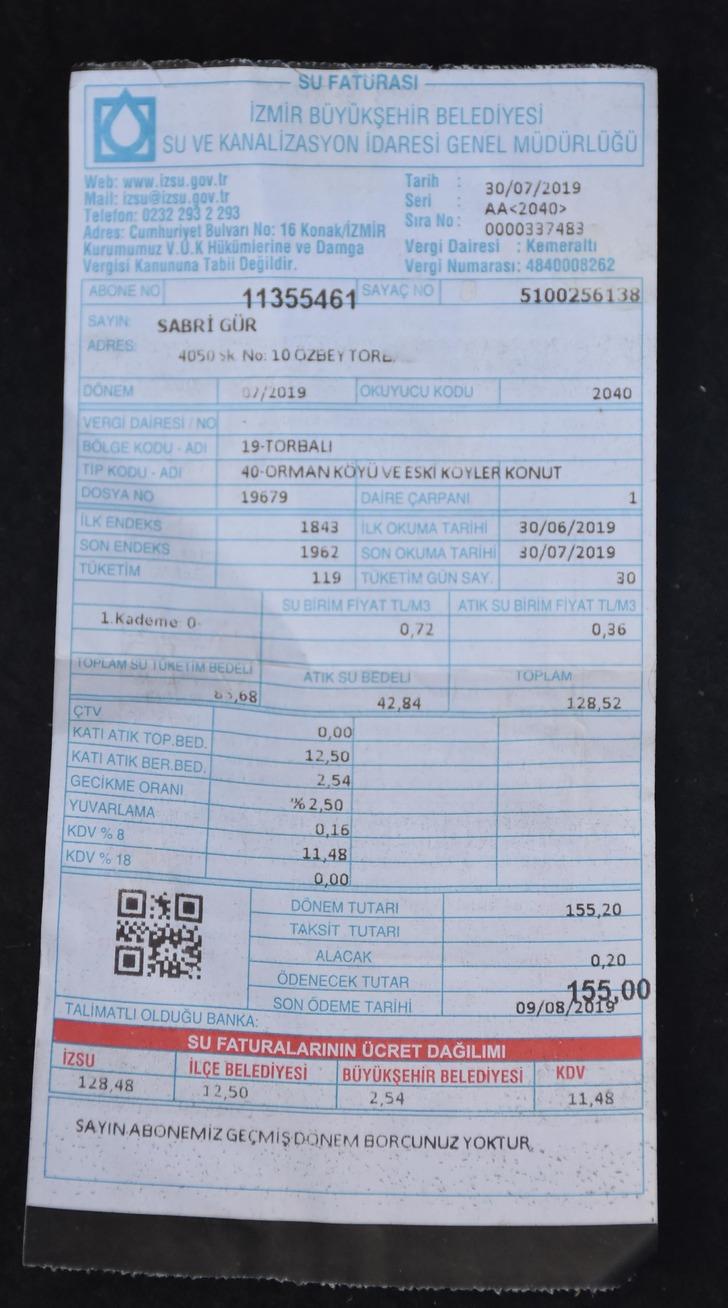 SU FATURASI
İZMİR BÜYÜKŞEHİR BELEDİYESİ
SU VE KANALİZASYON İDARESİ GENEL MÜDÜRLÜĞÜ
Web: www.izsu.gov.tr
Mail: izsu@izsu.gov.tr
Telefon: 0232 293 2 293
Adres: Cumhuriyet Bulvarı No: 16 Konak/İZMİR
Kurumumuz V.U.K Hükümlerine ve Damga
Vergisi Kanununa Tabii Değildir.
Tarih : 30/07/2019
Seri : AA<2040>
Sıra No : 0000337483
Vergi Dairesi : Kemeraltı
Vergi Numarası: 4840008262
ABONE NO 11355461 SAYAÇ NO 5100256138
SAYIN: SABRİ GÜR
ADRES: 4050 sk No: 10 ÖZBEY
DÖNEM 07/2019 OKUYUCU KODU 2040
VERGİ DAİRESİ / NO
BÖLGE KODU - ADI 19-TORBALI
TİP KODU - ADI 40-ORMAN KÖYÜ VE ESKİ KÖYLER KONUT
DOSYA NO 19679 DAİRE ÇARPANI 1
İLK ENDEKS 1843 İLK OKUMA TARİHİ 30/06/2019
SON ENDEKS 1962 SON OKUMA TARİHİ 30/07/2019
TÜKETİM 119 TÜKETİM GÜN SAY. 30
SU BİRİM FİYAT TL/M3 ATIK SU BİRİM FİYAT TL/M3
1.Kademe 0- 0,72 0,36
TOPLAM SU TÜKETİM BEDELİ ATIK SU BEDELİ TOPLAM
85,68 42,84 128,52
ÇTV 0,00
KATI ATIK TOP.BED. 12,50
KATI ATIK BER.BED. 2,54
GECİKME ORANI %2,50
YUVARLAMA 0,16
KDV % 8 11,48
KDV % 18 0,00
DÖNEM TUTARI 155,20
TAKSİT TUTARI
ALACAK 0,20
ÖDENECEK TUTAR 155,00
SON ÖDEME TARİHİ 09/08/2019
TALİMATLI OLDUĞU BANKA:
SU FATURALARININ ÜCRET DAĞILIMI
İZSU İLÇE BELEDİYESİ BÜYÜKŞEHİR BELEDİYESİ KDV
128,48 12,50 2,54 11,48
SAYIN ABONEMİZ GEÇMİŞ DÖNEM BORCUNUZ YOKTUR